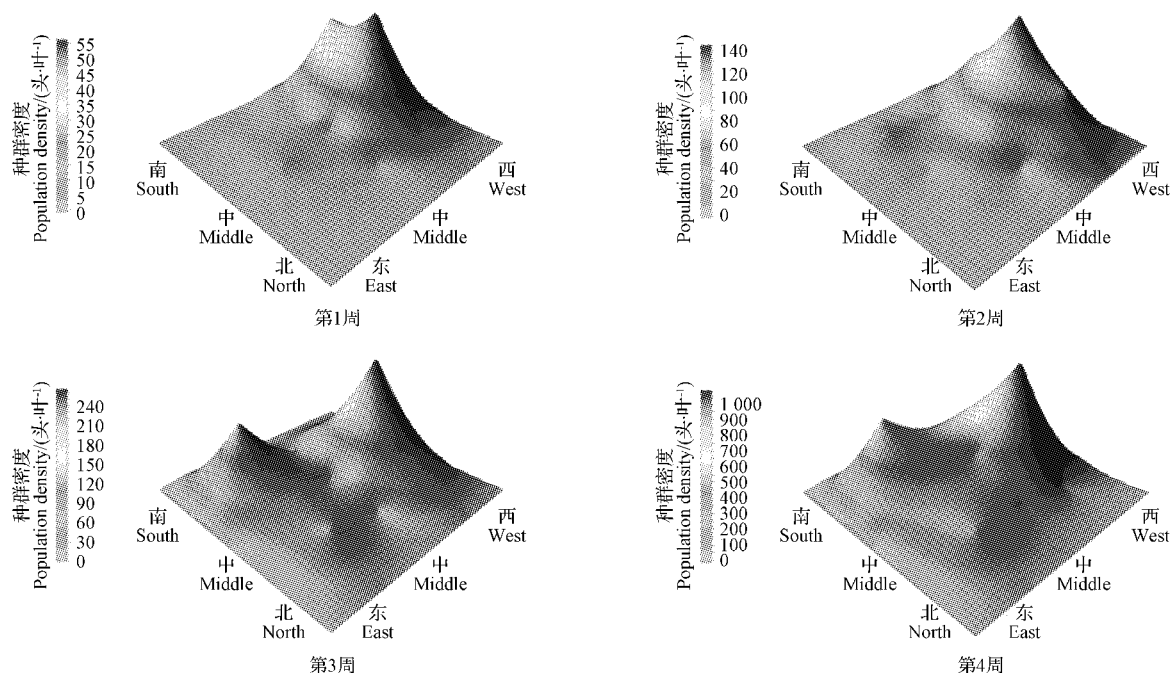 种群密度
Population density/(头·叶⁻¹)
55
50
45
40
35
30
25
20
15
10
5
0
南
South
中
Middle
北
North
东
East
中
Middle
西
West
第1周
种群密度
Population density/(头·叶⁻¹)
140
120
100
80
60
40
20
0
南
South
中
Middle
北
North
东
East
中
Middle
西
West
第2周
种群密度
Population density/(头·叶⁻¹)
240
210
180
150
120
90
60
30
0
南
South
中
Middle
北
North
东
East
中
Middle
西
West
第3周
种群密度
Population density/(头·叶⁻¹)
1 000
900
800
700
600
500
400
300
200
100
0
南
South
中
Middle
北
North
东
East
中
Middle
西
West
第4周